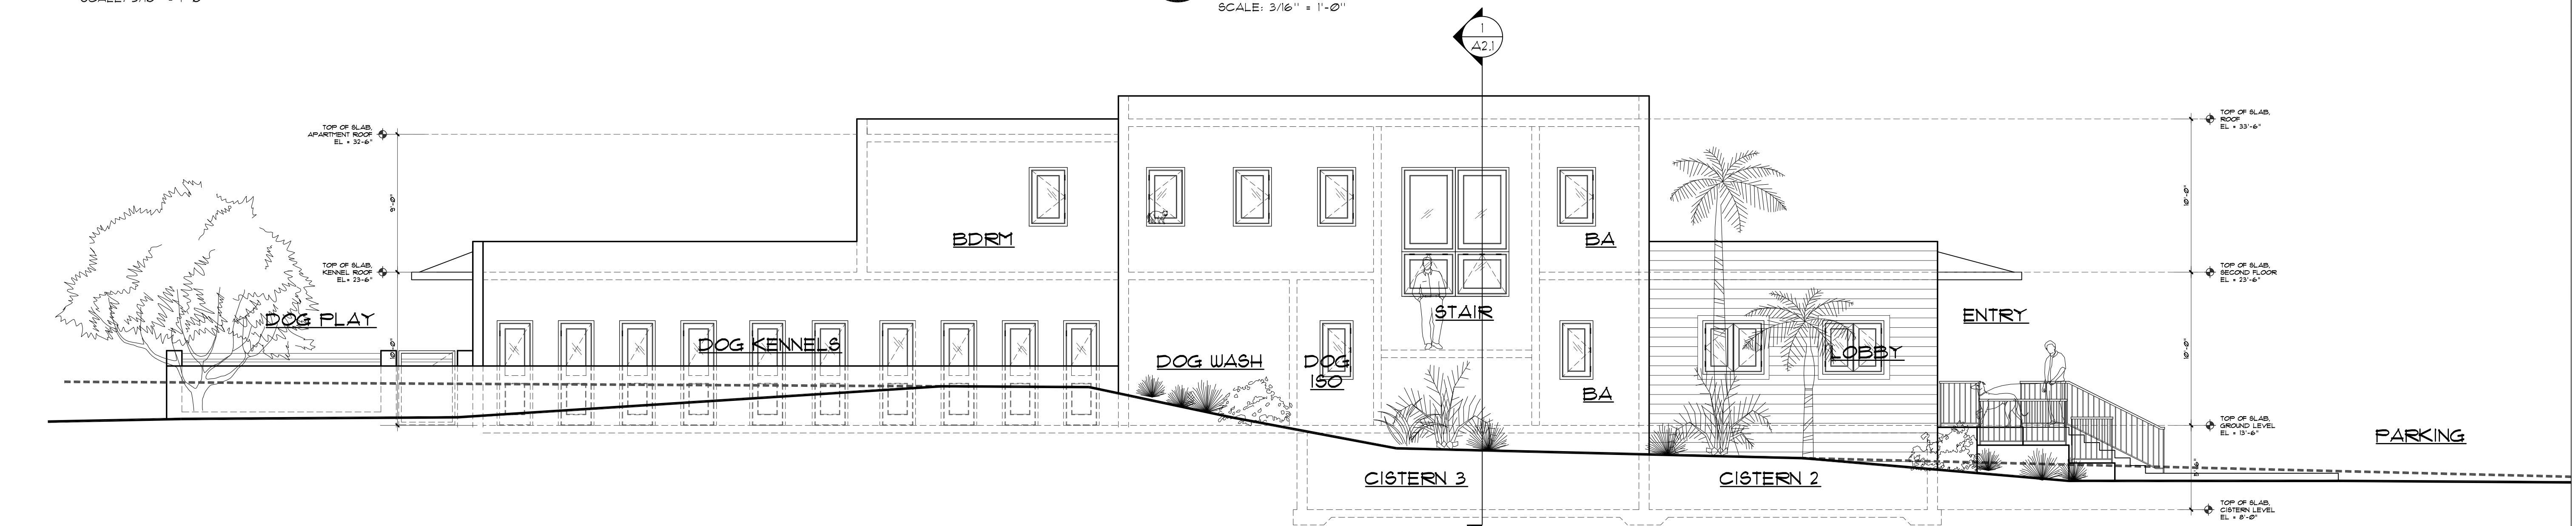 SCALE: 3/16" = 1'-0"
1
A2.1
TOP OF SLAB,
APARTMENT ROOF
EL = 32-6"
TOP OF SLAB,
ROOF
EL = 33'-6"
9'-0"
10'-0"
BDRM
BA
TOP OF SLAB,
KENNEL ROOF
EL= 23-6"
TOP OF SLAB,
SECOND FLOOR
EL = 23'-6"
DOG PLAY
STAIR
ENTRY
10'-0"
10'-0"
DOG KENNELS
DOG WASH
DOG
ISO
LOBBY
BA
TOP OF SLAB,
GROUND LEVEL
EL = 13'-6"
PARKING
CISTERN 3
CISTERN 2
5'-6"
TOP OF SLAB,
CISTERN LEVEL
EL = 8'-0"